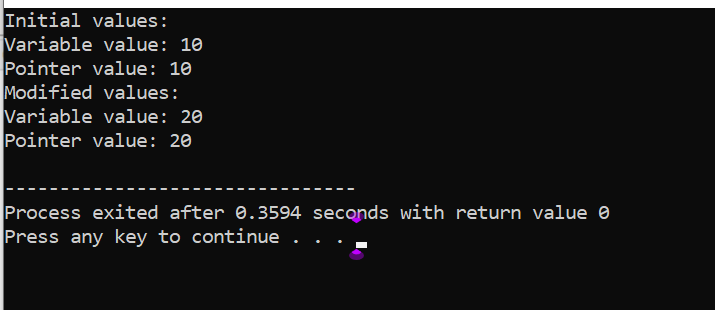 Initial values:
Variable value: 10
Pointer value: 10
Modified values:
Variable value: 20
Pointer value: 20
--------------------------------
Process exited after 0.3594 seconds with return value 0
Press any key to continue . . .